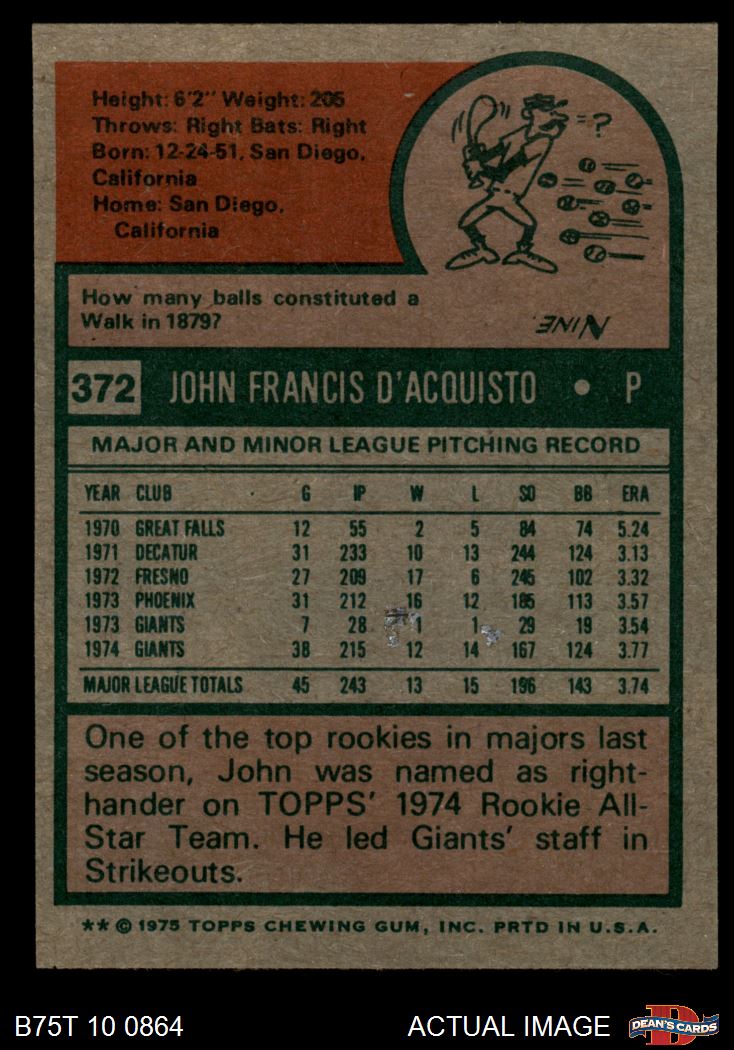 Height: 6'2" Weight: 205
Throws: Right Bats: Right
Born: 12-24-51, San Diego,
California
Home: San Diego,
California
=?
How many balls constituted a
Walk in 1879?
NINE.
372 JOHN FRANCIS D'ACQUISTO • P
MAJOR AND MINOR LEAGUE PITCHING RECORD
YEAR CLUB G IP W L SO BB ERA
1970 GREAT FALLS 12 55 2 5 84 74 5.24
1971 DECATUR 31 233 10 13 244 124 3.13
1972 FRESNO 27 209 17 6 245 102 3.32
1973 PHOENIX 31 212 16 12 185 113 3.57
1973 GIANTS 7 28 1 1 29 19 3.54
1974 GIANTS 38 215 12 14 167 124 3.77
MAJOR LEAGUE TOTALS 45 243 13 15 196 143 3.74
One of the top rookies in majors last
season, John was named as right-
hander on TOPPS' 1974 Rookie All-
Star Team. He led Giants' staff in
Strikeouts.
** © 1975 TOPPS CHEWING GUM, INC. PRTD IN U.S.A.
B75T 10 0864 ACTUAL IMAGE DEAN'S CARDS